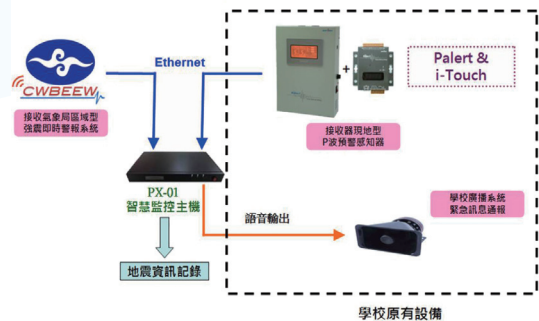 CWBEEW
接收氣象局區域型
強震即時警報系統
Ethernet
+
Palert &
i-Touch
接收器現地型
P波預警感知器
PX-01
智慧監控主機
語音輸出
學校廣播系統
緊急訊息通報
地震資訊記錄
學校原有設備